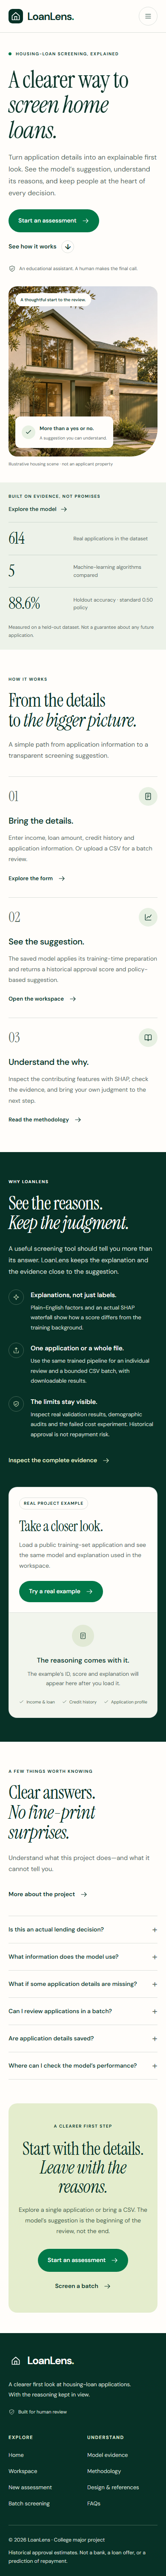 LoanLens.
HOUSING-LOAN SCREENING, EXPLAINED
A clearer way to
screen home
loans.
Turn application details into an explainable first
look. See the model's suggestion, understand
its reasons, and keep people at the heart of
every decision.
Start an assessment
See how it works
An educational assistant. A human makes the final call.
A thoughtful start to the review.
More than a yes or no.
A suggestion you can understand.
Illustrative housing scene · not an applicant property
BUILT ON EVIDENCE, NOT PROMISES
Explore the model
614
Real applications in the dataset
5
Machine-learning algorithms
compared
88.6%
Holdout accuracy · standard 0.50
policy
Measured on a held-out dataset. Not a guarantee about any future
application.
HOW IT WORKS
From the details
to the bigger picture.
A simple path from application information to a
transparent screening suggestion.
01
Bring the details.
Enter income, loan amount, credit history and
application information. Or upload a CSV for a batch
review.
Explore the form
02
See the suggestion.
The saved model applies its training-time preparation
and returns a historical approval score and policy-
based suggestion.
Open the workspace
03
Understand the why.
Inspect the contributing features with SHAP, check
the evidence, and bring your own judgment to the
next step.
Read the methodology
WHY LOANLENS
See the reasons.
Keep the judgment.
A useful screening tool should tell you more than
its answer. LoanLens keeps the explanation and
the evidence close to the suggestion.
Explanations, not just labels.
Plain-English factors and an actual SHAP
waterfall show how a score differs from the
training background.
One application or a whole file.
Use the same trained pipeline for an individual
review and a bounded CSV batch, with
downloadable results.
The limits stay visible.
Inspect real validation results, demographic
audits and the failed cost experiment. Historical
approval is not repayment risk.
Inspect the complete evidence
REAL PROJECT EXAMPLE
Take a closer look.
Load a public training-set application and see
the same model and explanation used in the
workspace.
Try a real example
The reasoning comes with it.
The example's ID, score and explanation will
appear here after you load it.
Income & loan
Credit history
Application profile
A FEW THINGS WORTH KNOWING
Clear answers.
No fine-print
surprises.
Understand what this project does—and what it
cannot tell you.
More about the project
Is this an actual lending decision?
What information does the model use?
What if some application details are missing?
Can I review applications in a batch?
Are application details saved?
Where can I check the model's performance?
A CLEARER FIRST STEP
Start with the details.
Leave with the
reasons.
Explore a single application or bring a CSV. The
model's suggestion is the beginning of the
review, not the end.
Start an assessment
Screen a batch
LoanLens.
A clearer first look at housing-loan applications.
With the reasoning kept in view.
Built for human review
EXPLORE
UNDERSTAND
Home
Model evidence
Workspace
Methodology
New assessment
Design & references
Batch screening
FAQs
© 2026 LoanLens · College major project
Historical approval estimates. Not a bank, a loan offer, or a
prediction of repayment.